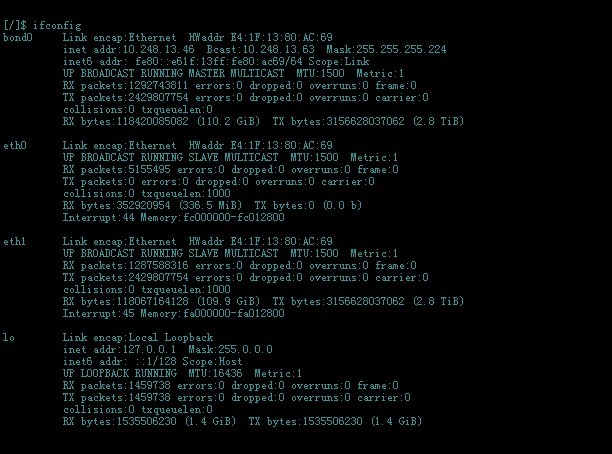 [/]$ ifconfig
bond0 Link encap:Ethernet HWaddr E4:1F:13:80:AC:69
inet addr:10.248.13.46 Bcast:10.248.13.63 Mask:255.255.255.224
inet6 addr: fe80::e61f:13ff:fe80:ac69/64 Scope:Link
UP BROADCAST RUNNING MASTER MULTICAST MTU:1500 Metric:1
RX packets:1292743811 errors:0 dropped:0 overruns:0 frame:0
TX packets:2429807754 errors:0 dropped:0 overruns:0 carrier:0
collisions:0 txqueuelen:0
RX bytes:118420085082 (110.2 GiB) TX bytes:3156628037062 (2.8 TiB)
eth0 Link encap:Ethernet HWaddr E4:1F:13:80:AC:69
UP BROADCAST RUNNING SLAVE MULTICAST MTU:1500 Metric:1
RX packets:5155495 errors:0 dropped:0 overruns:0 frame:0
TX packets:0 errors:0 dropped:0 overruns:0 carrier:0
collisions:0 txqueuelen:1000
RX bytes:352920954 (336.5 MiB) TX bytes:0 (0.0 b)
Interrupt:44 Memory:fc000000-fc012800
eth1 Link encap:Ethernet HWaddr E4:1F:13:80:AC:69
UP BROADCAST RUNNING SLAVE MULTICAST MTU:1500 Metric:1
RX packets:1287588316 errors:0 dropped:0 overruns:0 frame:0
TX packets:2429807754 errors:0 dropped:0 overruns:0 carrier:0
collisions:0 txqueuelen:1000
RX bytes:118067164128 (109.9 GiB) TX bytes:3156628037062 (2.8 TiB)
Interrupt:45 Memory:fa000000-fa012800
lo Link encap:Local Loopback
inet addr:127.0.0.1 Mask:255.0.0.0
inet6 addr: ::1/128 Scope:Host
UP LOOPBACK RUNNING MTU:16436 Metric:1
RX packets:1459738 errors:0 dropped:0 overruns:0 frame:0
TX packets:1459738 errors:0 dropped:0 overruns:0 carrier:0
collisions:0 txqueuelen:0
RX bytes:1535506230 (1.4 GiB) TX bytes:1535506230 (1.4 GiB)